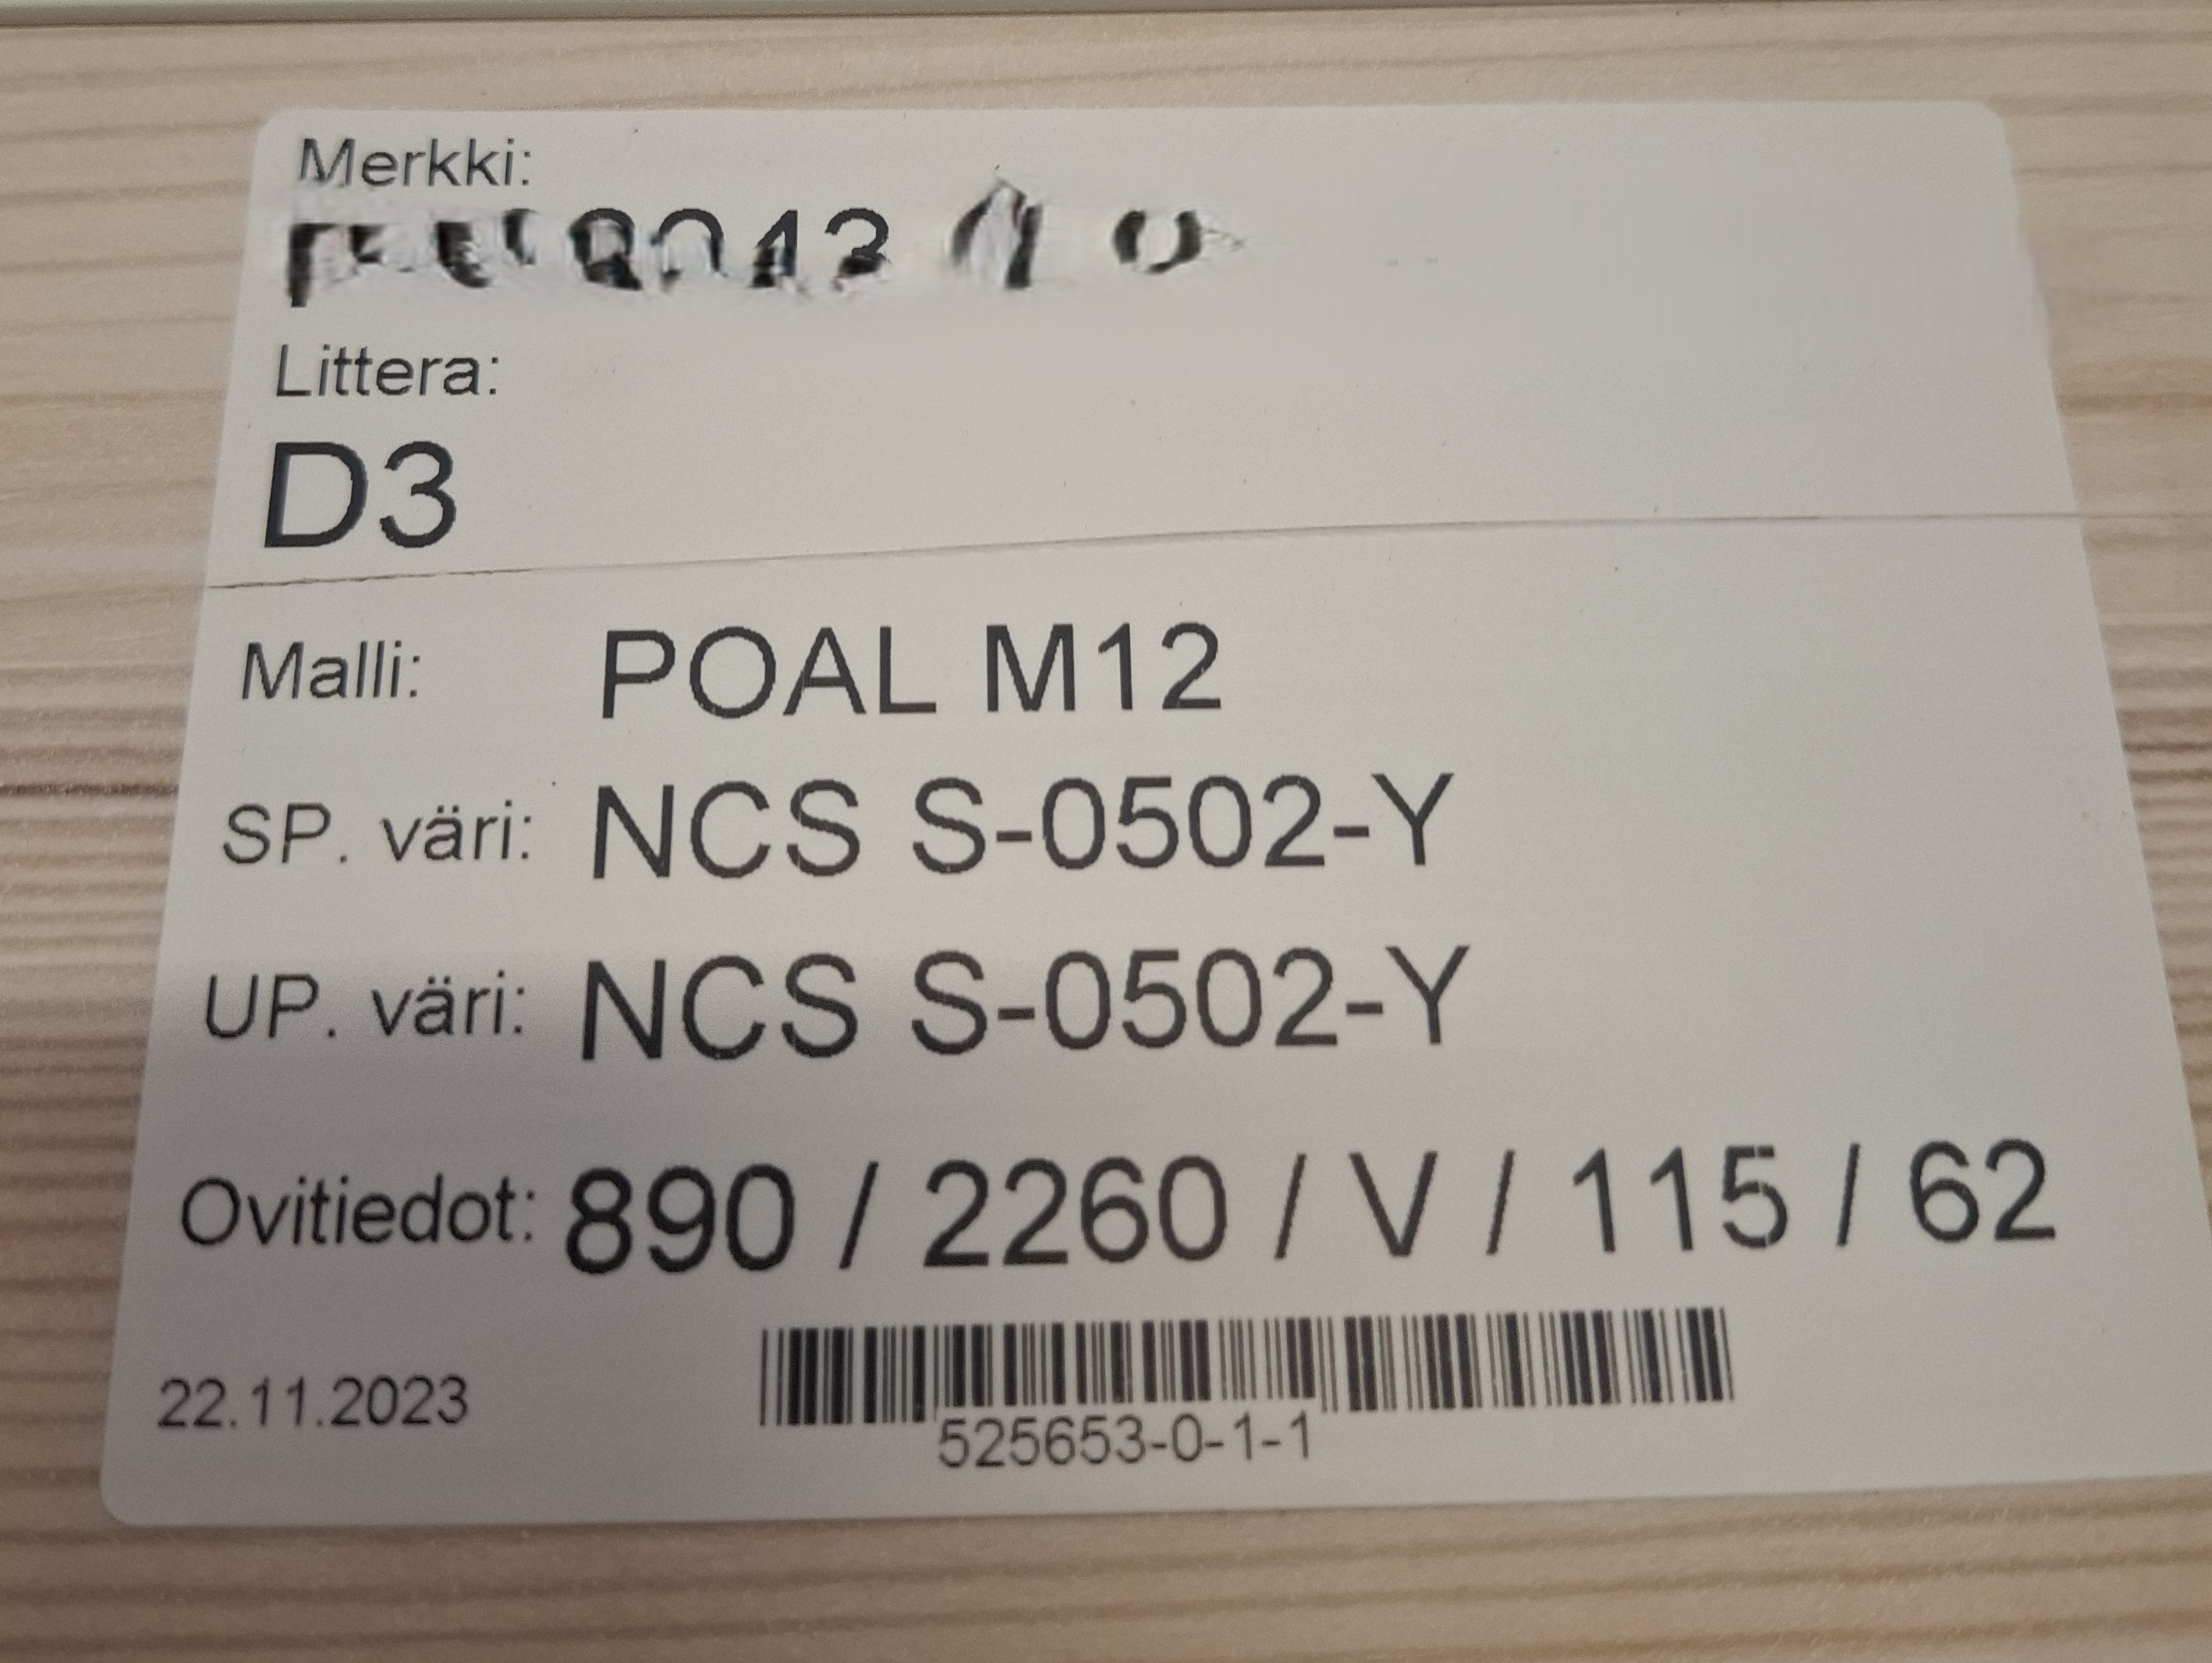 Merkki:
Littera:
D3
Malli: POAL M12
SP. väri: NCS S-0502-Y
UP. väri: NCS S-0502-Y
Ovitiedot: 890 / 2260 / V / 115 / 62
22.11.2023
525653-0-1-1